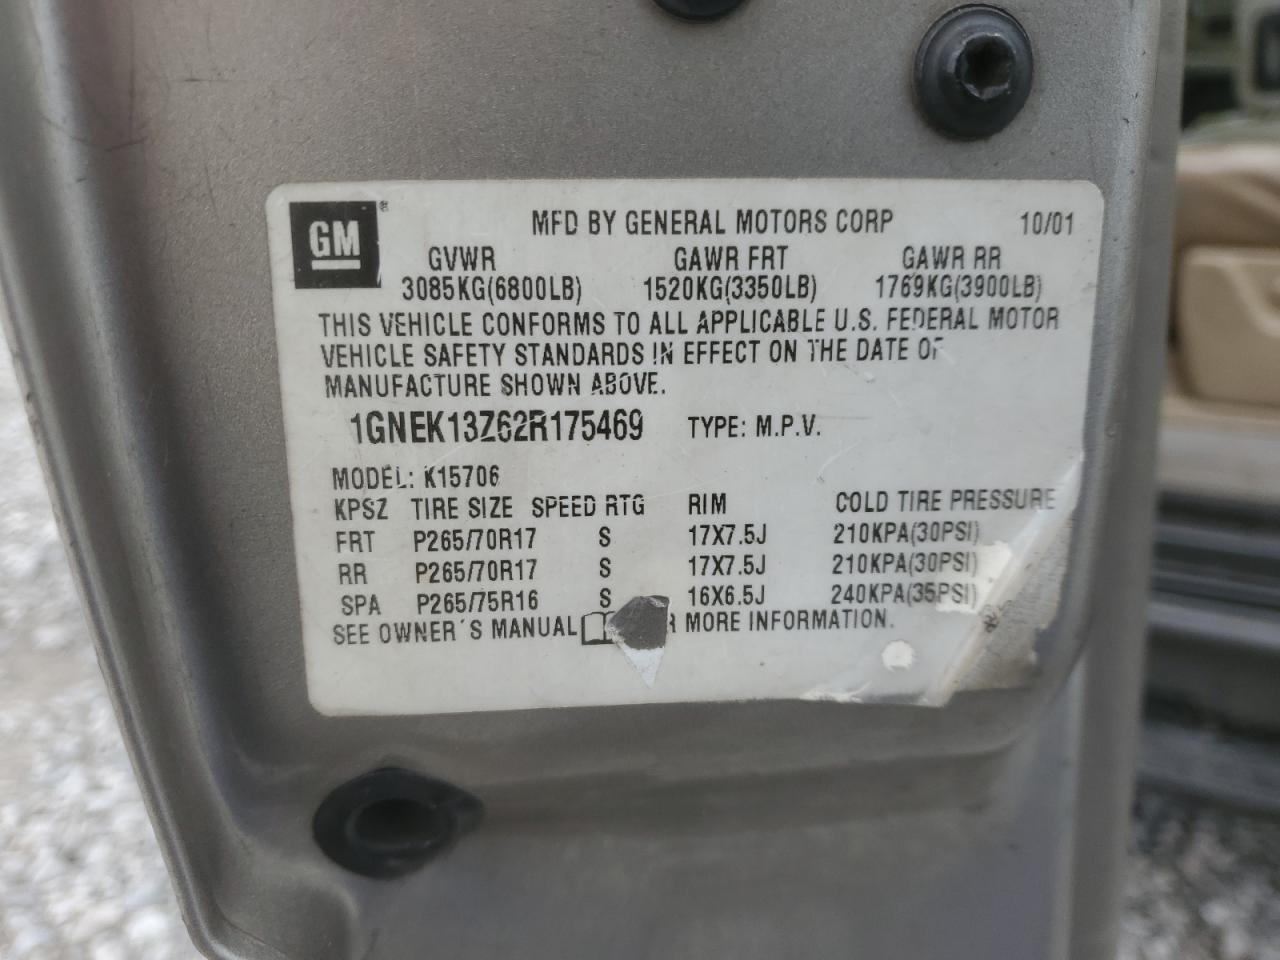 GM ® MFD BY GENERAL MOTORS CORP 10/01
GVWR GAWR FRT GAWR RR
3085KG(6800LB) 1520KG(3350LB) 1769KG(3900LB)
THIS VEHICLE CONFORMS TO ALL APPLICABLE U.S. FEDERAL MOTOR
VEHICLE SAFETY STANDARDS IN EFFECT ON THE DATE OF
MANUFACTURE SHOWN ABOVE.
1GNEK13Z62R175469 TYPE: M.P.V.
MODEL: K15706
KPSZ TIRE SIZE SPEED RTG RIM COLD TIRE PRESSURE
FRT P265/70R17 S 17X7.5J 210KPA(30PSI)
RR P265/70R17 S 17X7.5J 210KPA(30PSI)
SPA P265/75R16 S 16X6.5J 240KPA(35PSI)
SEE OWNER'S MANUAL MORE INFORMATION.